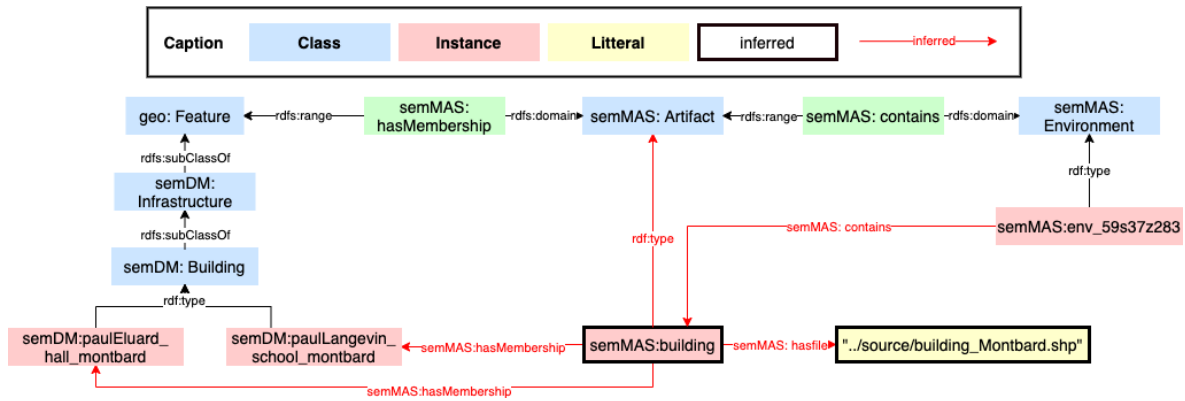 Caption
Class
Instance
Litteral
inferred
inferred
geo: Feature
rdfs:range
semMAS:
hasMembership
rdfs:domain
semMAS: Artifact
rdfs:range
semMAS: contains
rdfs:domain
semMAS:
Environment
rdfs:subClassOf
rdf:type
semDM:
Infrastructure
rdfs:subClassOf
semMAS: contains
semMAS:env_59s37z283
rdf:type
semDM: Building
rdf:type
semDM:paulEluard_
hall_montbard
semDM:paulLangevin_
school_montbard
semMAS:hasMembership
semMAS:building
semMAS: hasfile
"../source/building_Montbard.shp"
semMAS:hasMembership